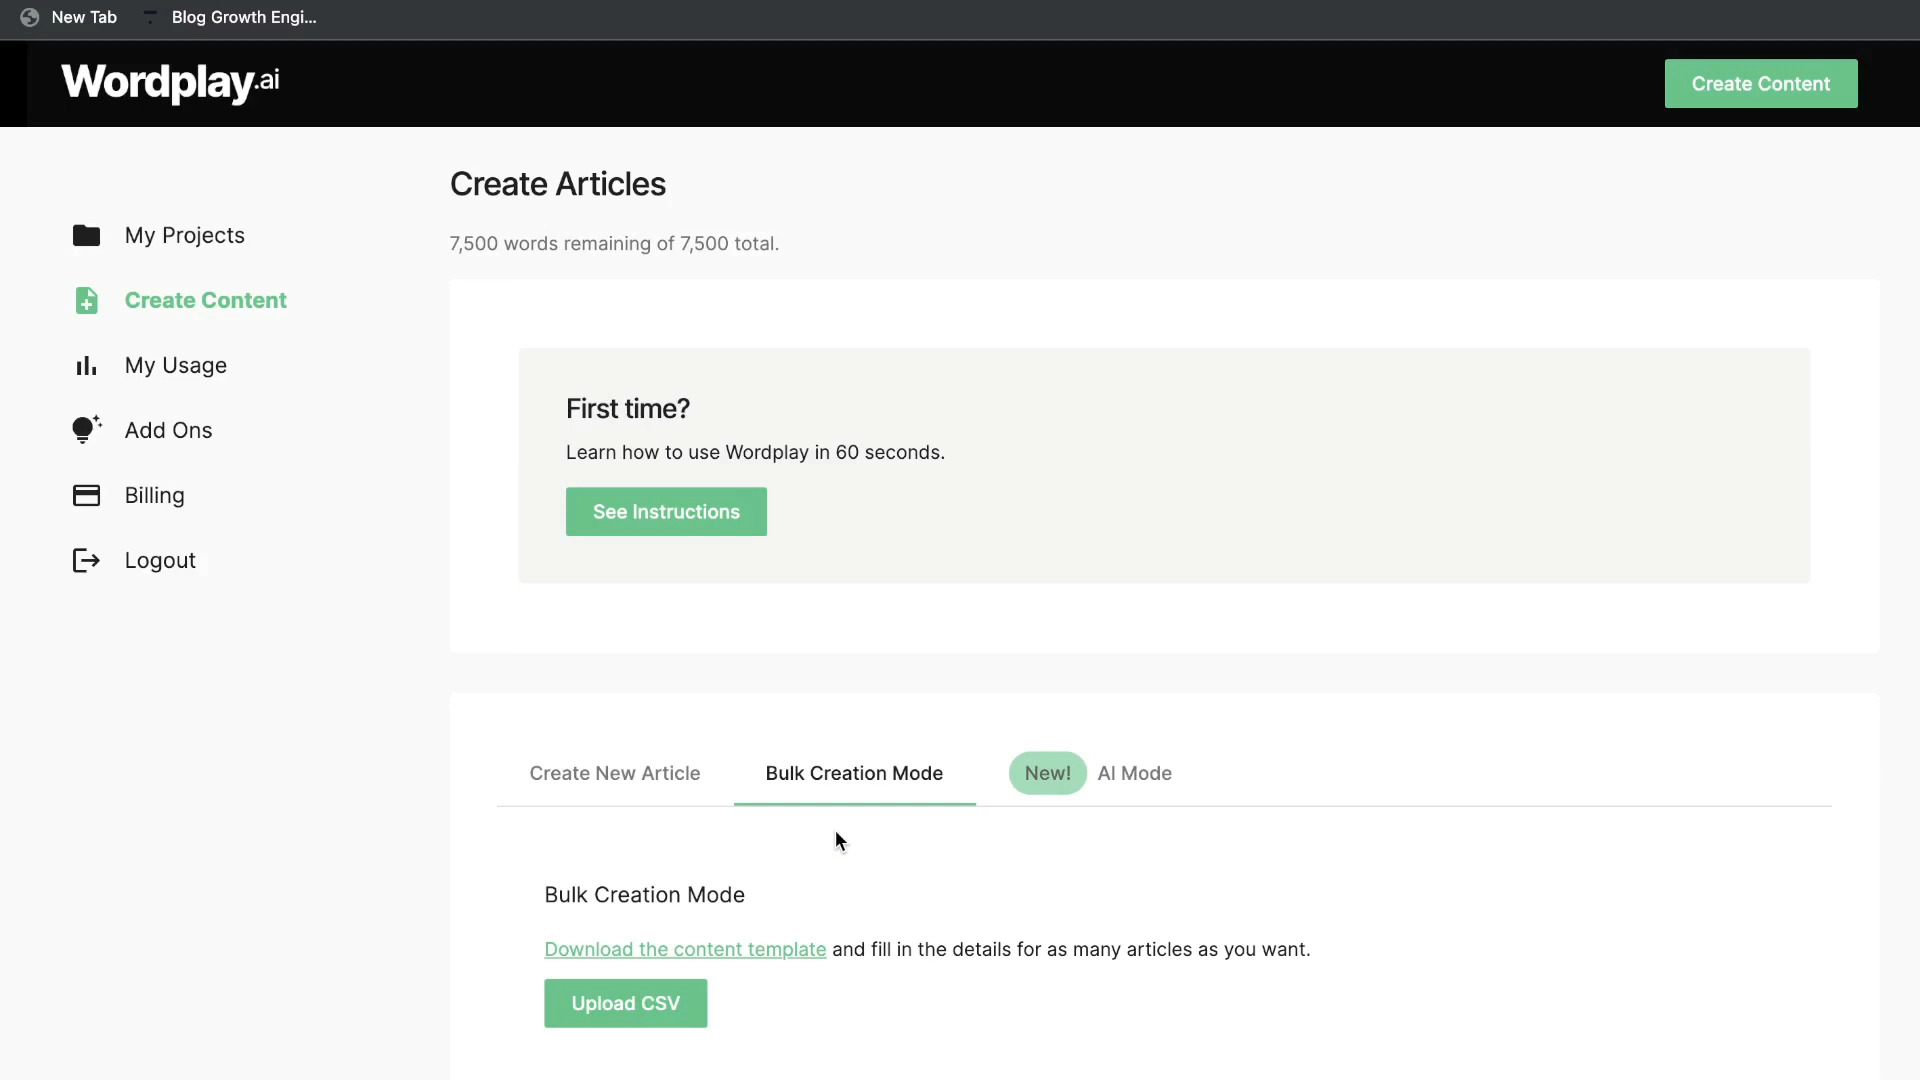 New Tab
Blog Growth Engi...
Wordplay.ai
Create Content
My Projects
Create Content
My Usage
Add Ons
Billing
Logout
Create Articles
7,500 words remaining of 7,500 total.
First time?
Learn how to use Wordplay in 60 seconds.
See Instructions
Create New Article
Bulk Creation Mode
New! AI Mode
Bulk Creation Mode
Download the content template and fill in the details for as many articles as you want.
Upload CSV